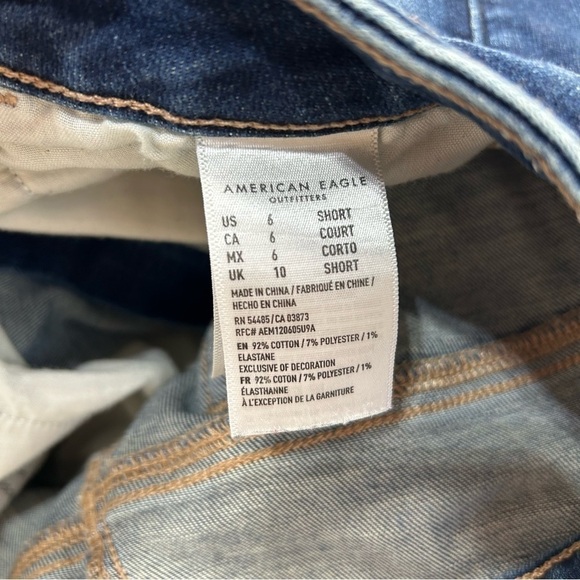 AMERICAN EAGLE
OUTFITTERS
US 6 SHORT
CA 6 COURT
MX 6 CORTO
UK 10 SHORT
MADE IN CHINA / FABRIQUÉ EN CHINE /
HECHO EN CHINA
RN 54485/CA 03873
RFC# AEM120605U9A
EN 92% COTTON / 7% POLYESTER / 1%
ELASTANE
EXCLUSIVE OF DECORATION
FR 92% COTON / 7% POLYESTER / 1%
ÉLASTHANNE
À L'EXCEPTION DE LA GARNITURE